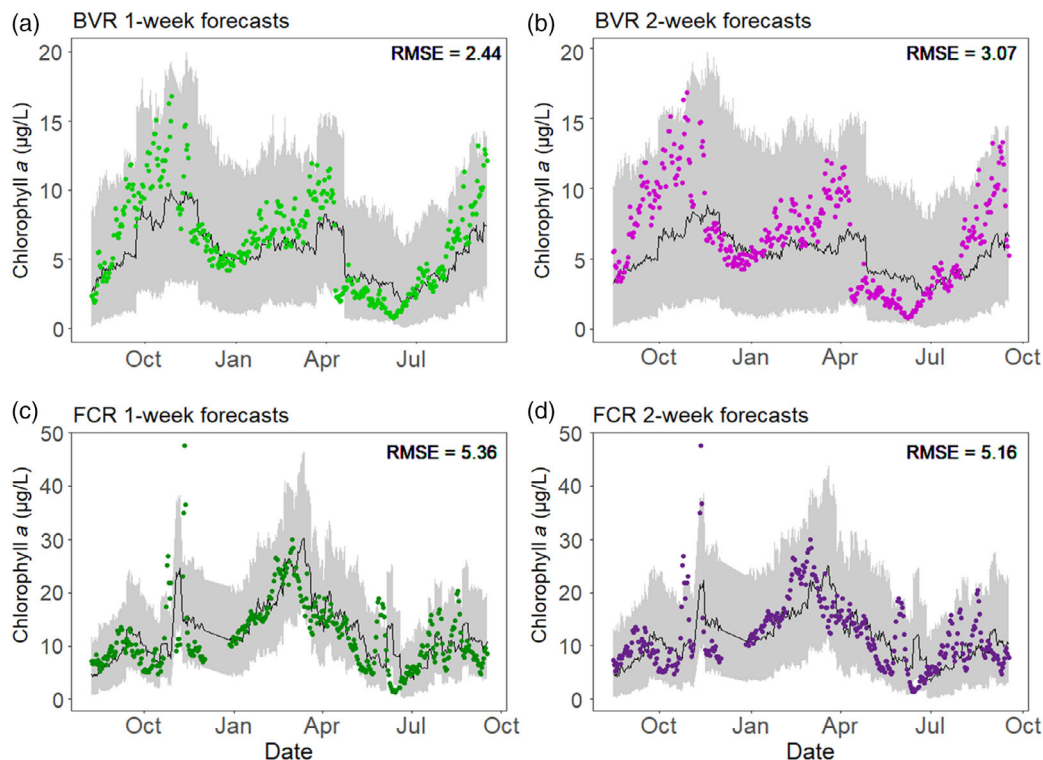 (a) BVR 1-week forecasts
RMSE = 2.44
Chlorophyll a (µg/L)
20
15
10
5
0
Oct Jan Apr Jul
(b) BVR 2-week forecasts
RMSE = 3.07
Chlorophyll a (µg/L)
20
15
10
5
0
Oct Jan Apr Jul Oct
(c) FCR 1-week forecasts
RMSE = 5.36
Chlorophyll a (µg/L)
50
40
30
20
10
0
Oct Jan Apr Jul Oct
Date
(d) FCR 2-week forecasts
RMSE = 5.16
Chlorophyll a (µg/L)
50
40
30
20
10
0
Oct Jan Apr Jul Oct
Date